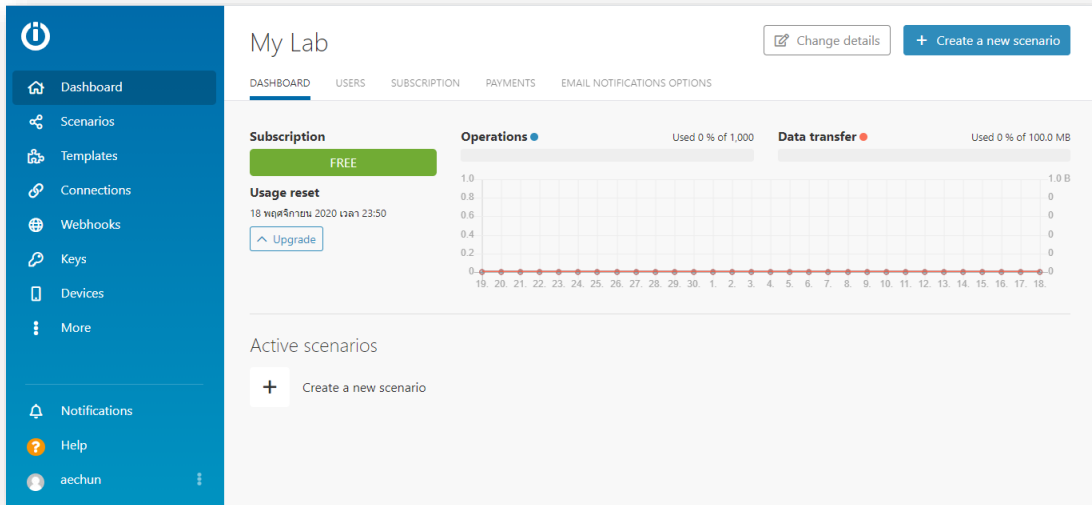 My Lab
Change details
+ Create a new scenario
Dashboard
Scenarios
Templates
Connections
Webhooks
Keys
Devices
More
Notifications
? Help
aechun
DASHBOARD USERS SUBSCRIPTION PAYMENTS EMAIL NOTIFICATIONS OPTIONS
Subscription
FREE
Usage reset
18 พฤศจิกายน 2020 เวลา 23:50
Upgrade
Operations Used 0 % of 1,000
Data transfer Used 0 % of 100.0 MB
1.0 1.0 B
0.8 0
0.6 0
0.4 0
0.2 0
0 0
19. 20. 21. 22. 23. 24. 25. 26. 27. 28. 29. 30. 1. 2. 3. 4. 5. 6. 7. 8. 9. 10. 11. 12. 13. 14. 15. 16. 17. 18.
Active scenarios
+ Create a new scenario